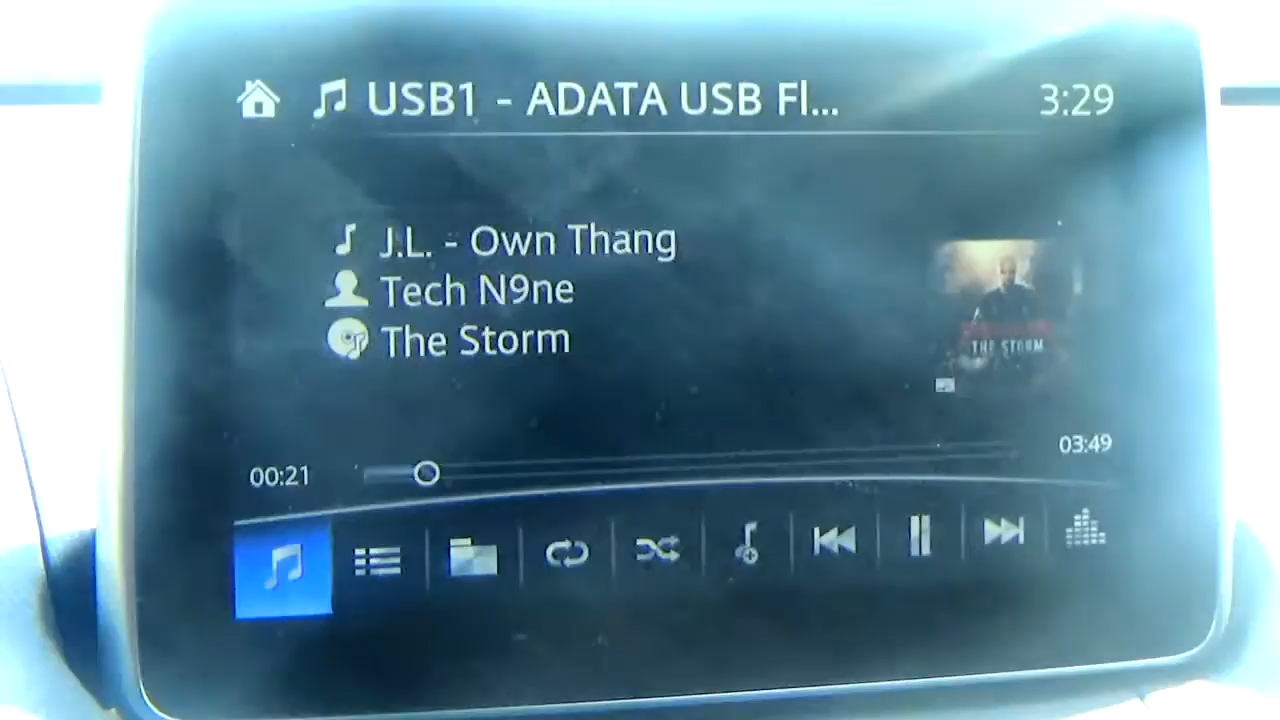 USB1 - ADATA USB Fl...
3:29
J.L. - Own Thang
Tech N9ne
The Storm
THE STORM
00:21
03:49